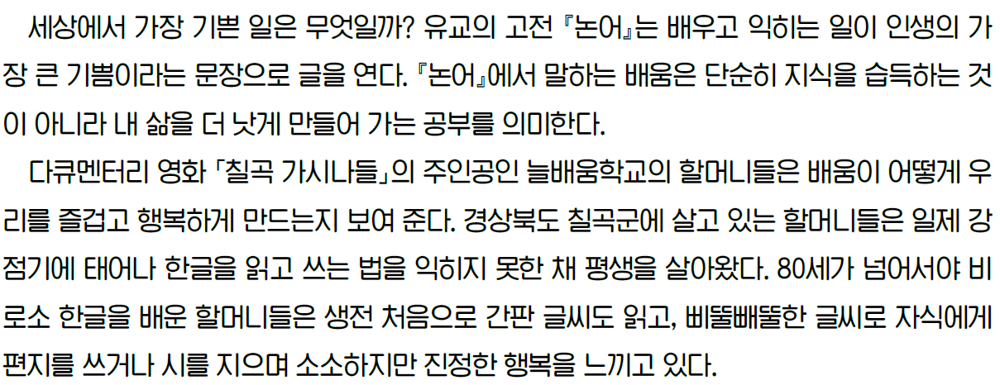 세상에서 가장 기쁜 일은 무엇일까? 유교의 고전 『논어』는 배우고 익히는 일이 인생의 가
장 큰 기쁨이라는 문장으로 글을 연다. 『논어』에서 말하는 배움은 단순히 지식을 습득하는 것
이 아니라 내 삶을 더 낫게 만들어 가는 공부를 의미한다.
다큐멘터리 영화 「칠곡 가시나들」의 주인공인 늘배움학교의 할머니들은 배움이 어떻게 우
리를 즐겁고 행복하게 만드는지 보여 준다. 경상북도 칠곡군에 살고 있는 할머니들은 일제 강
점기에 태어나 한글을 읽고 쓰는 법을 익히지 못한 채 평생을 살아왔다. 80세가 넘어서야 비
로소 한글을 배운 할머니들은 생전 처음으로 간판 글씨도 읽고, 삐뚤빼뚤한 글씨로 자식에게
편지를 쓰거나 시를 지으며 소소하지만 진정한 행복을 느끼고 있다.